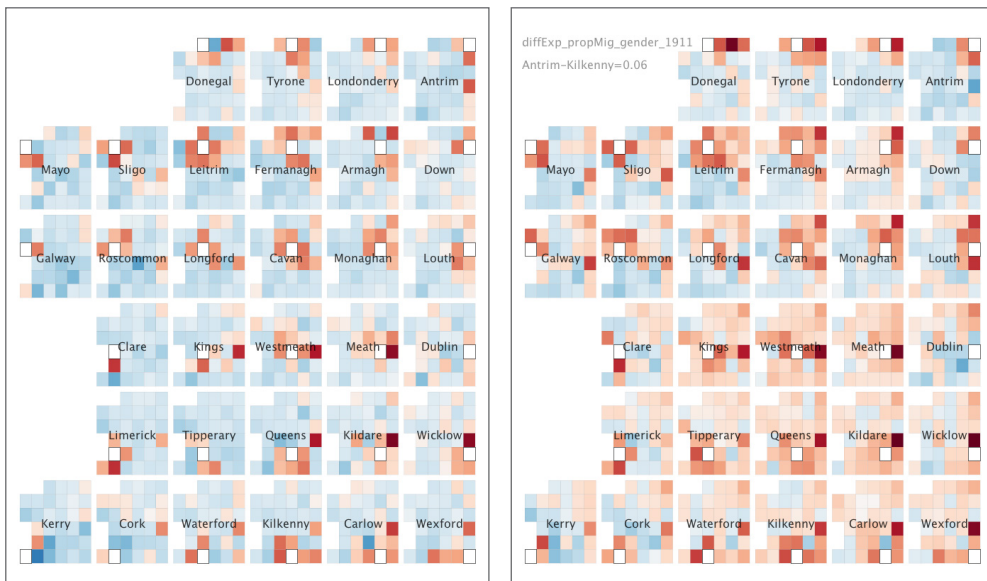 Donegal Tyrone Londonderry Antrim
Mayo Sligo Leitrim Fermanagh Armagh Down
Galway Roscommon Longford Cavan Monaghan Louth
Clare Kings Westmeath Meath Dublin
Limerick Tipperary Queens Kildare Wicklow
Kerry Cork Waterford Kilkenny Carlow Wexford
diffExp_propMig_gender_1911
Antrim-Kilkenny=0.06
Donegal Tyrone Londonderry Antrim
Mayo Sligo Leitrim Fermanagh Armagh Down
Galway Roscommon Longford Cavan Monaghan Louth
Clare Kings Westmeath Meath Dublin
Limerick Tipperary Queens Kildare Wicklow
Kerry Cork Waterford Kilkenny Carlow Wexford